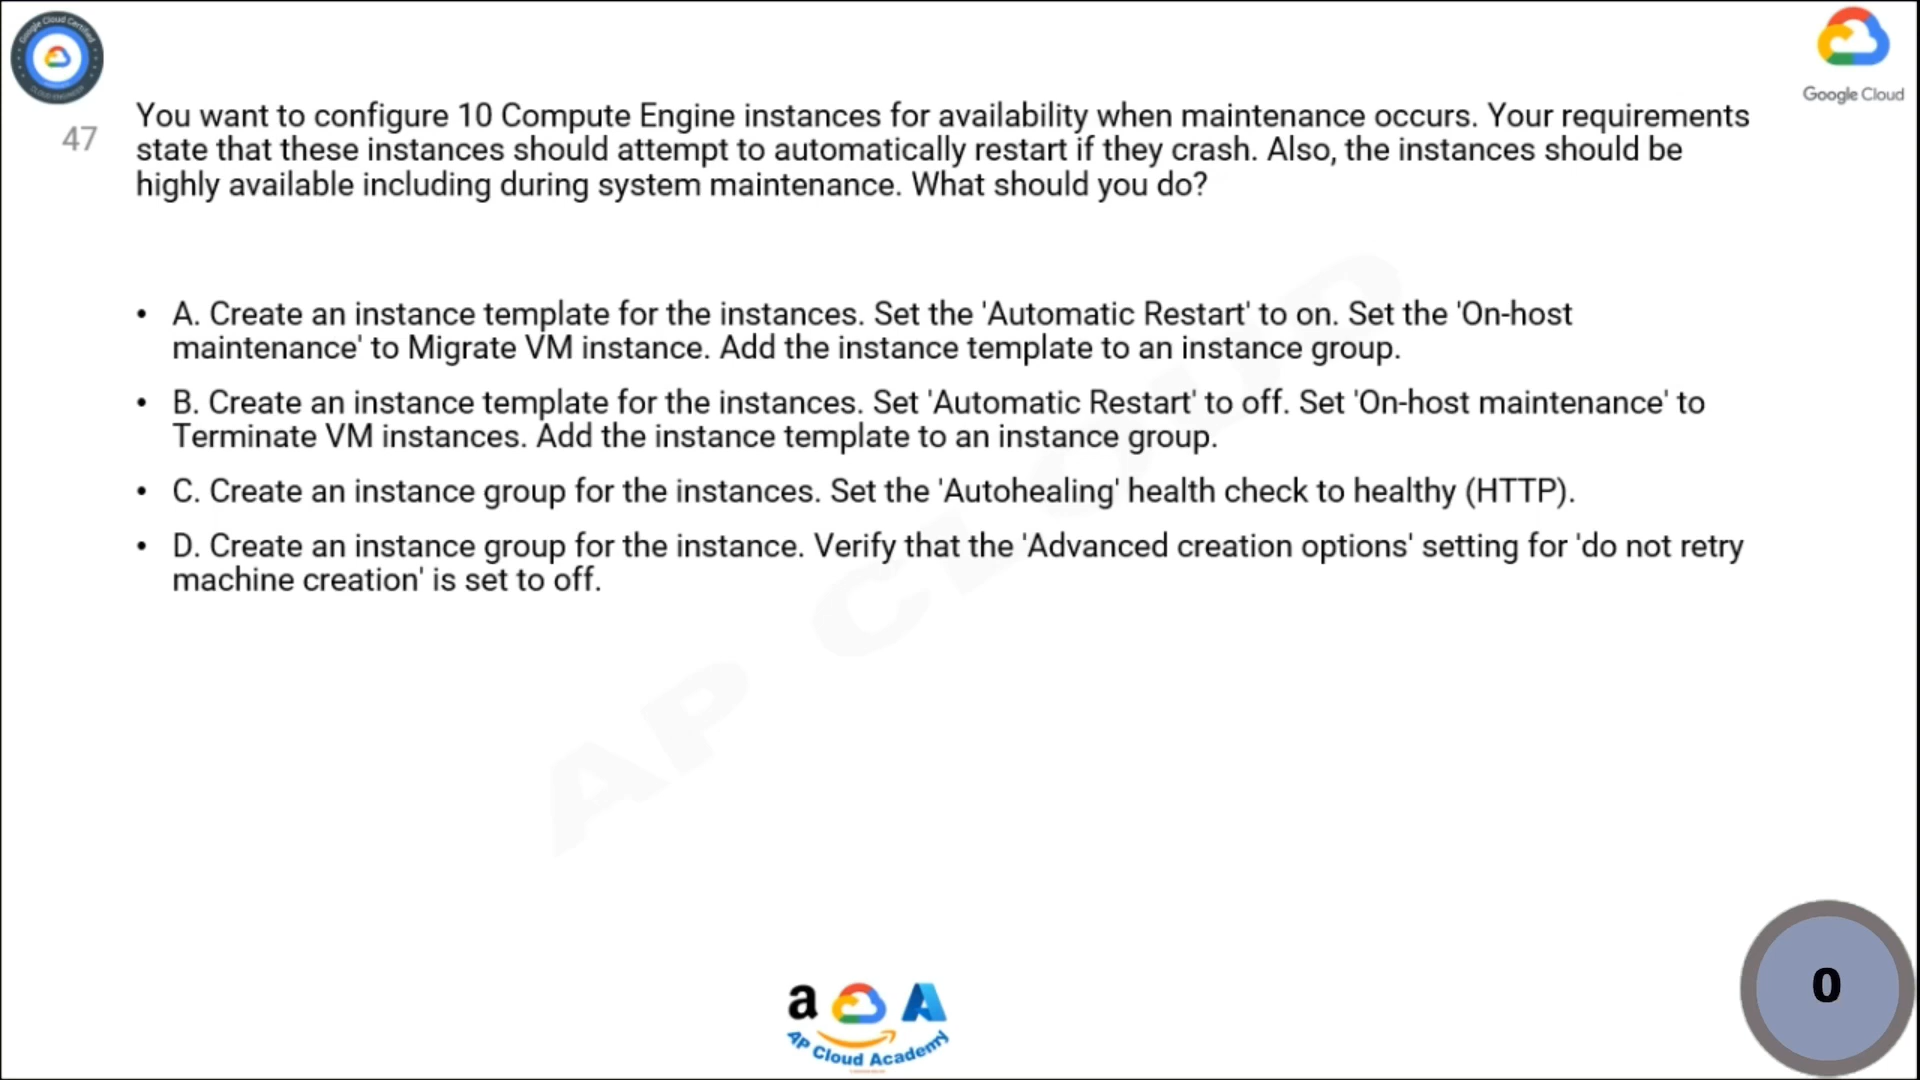 Google Cloud Certified
CLOUD ENGINEER
Google Cloud
47
You want to configure 10 Compute Engine instances for availability when maintenance occurs. Your requirements
state that these instances should attempt to automatically restart if they crash. Also, the instances should be
highly available including during system maintenance. What should you do?
• A. Create an instance template for the instances. Set the 'Automatic Restart' to on. Set the 'On-host
maintenance' to Migrate VM instance. Add the instance template to an instance group.
• B. Create an instance template for the instances. Set 'Automatic Restart' to off. Set 'On-host maintenance' to
Terminate VM instances. Add the instance template to an instance group.
• C. Create an instance group for the instances. Set the 'Autohealing' health check to healthy (HTTP).
• D. Create an instance group for the instance. Verify that the 'Advanced creation options' setting for 'do not retry
machine creation' is set to off.
AP CLOUD
0
a
AP Cloud Academy